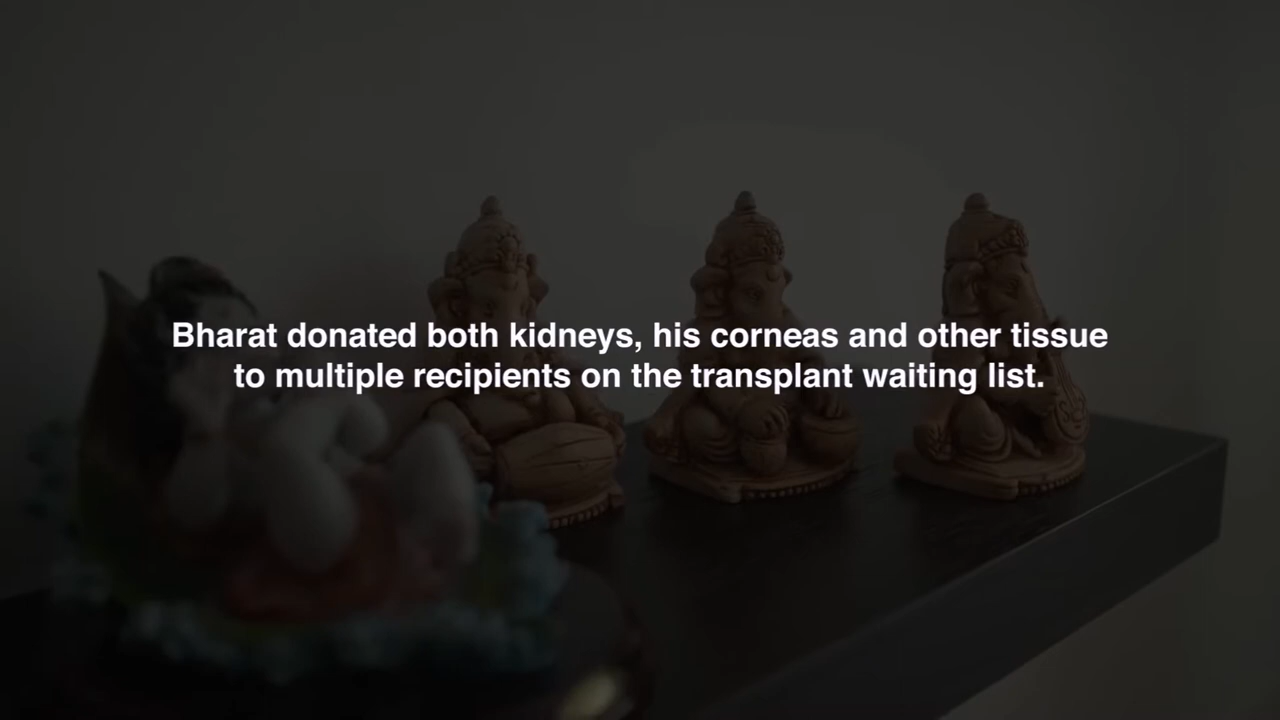 Bharat donated both kidneys, his corneas and other tissue
to multiple recipients on the transplant waiting list.